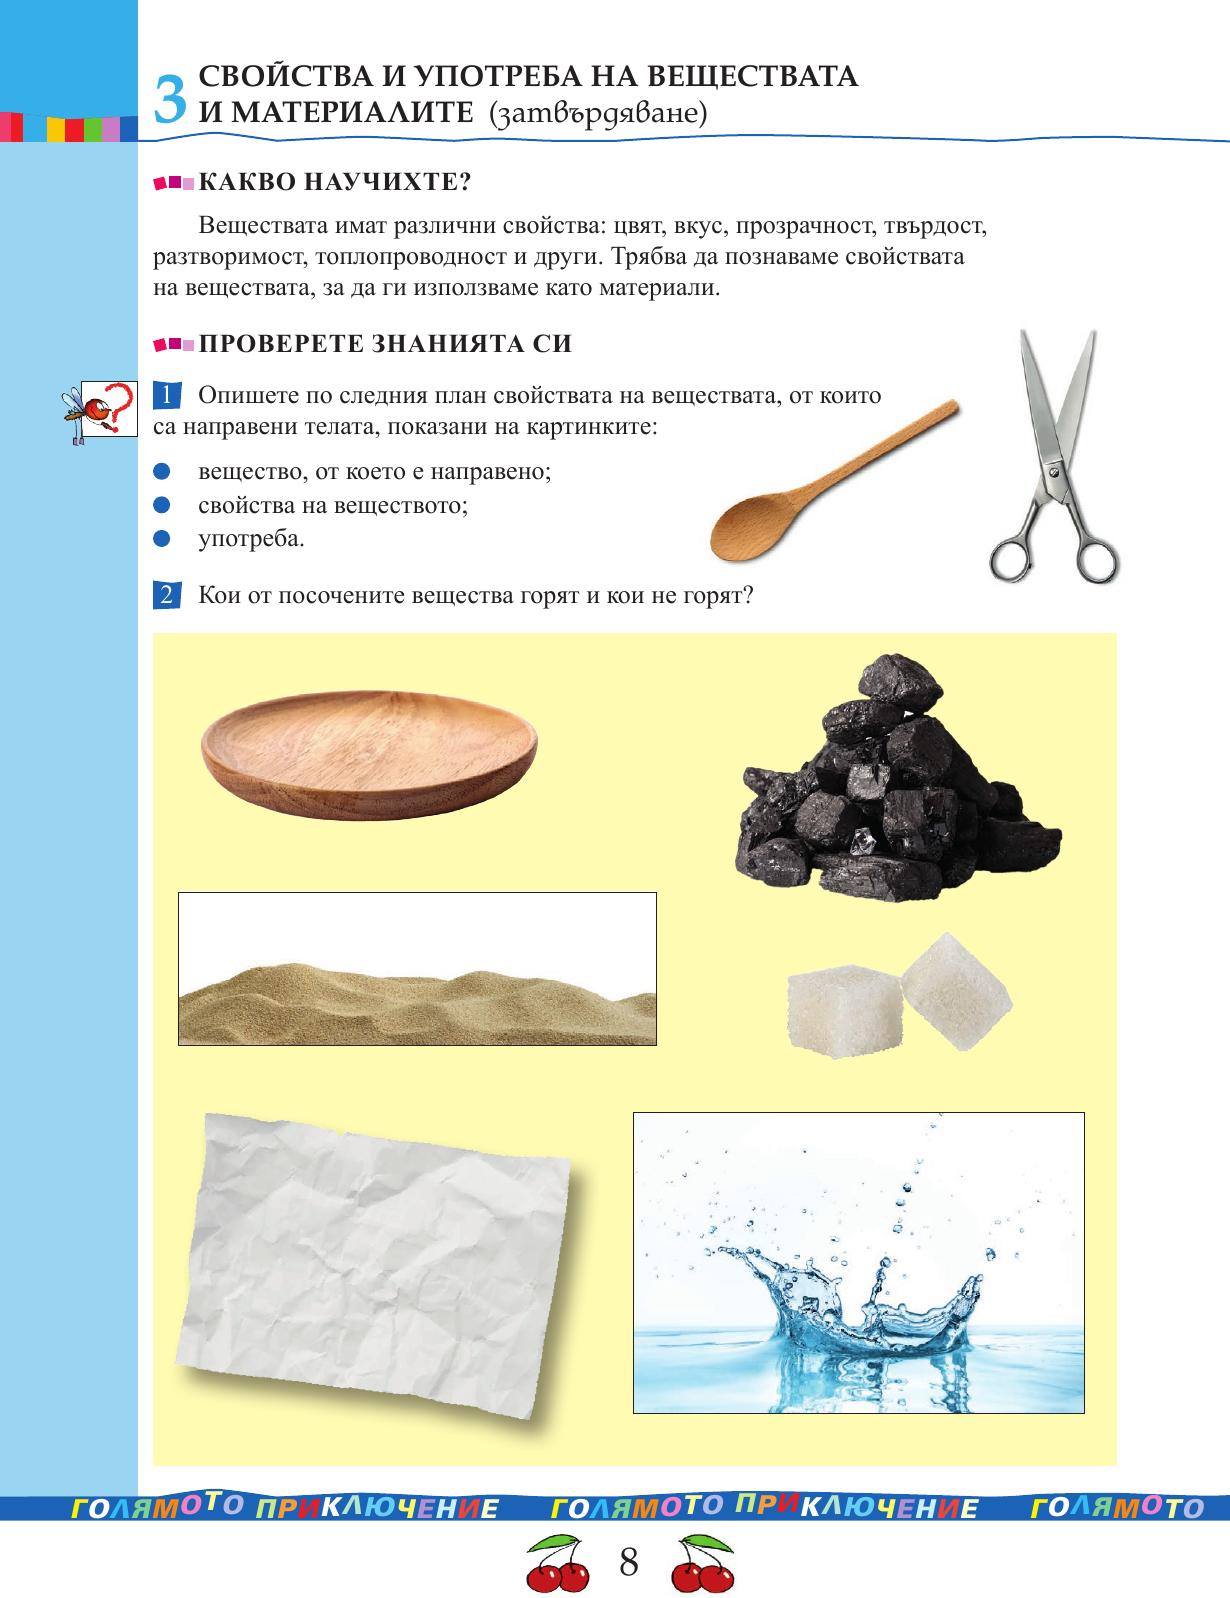 3 СВОЙСТВА И УПОТРЕБА НА ВЕЩЕСТВАТА
И МАТЕРИАЛИТЕ (затвърдяване)
КАКВО НАУЧИХТЕ?
Веществата имат различни свойства: цвят, вкус, прозрачност, твърдост,
разтворимост, топлопроводност и други. Трябва да познаваме свойствата
на веществата, за да ги използваме като материали.
ПРОВЕРЕТЕ ЗНАНИЯТА СИ
1 Опишете по следния план свойствата на веществата, от които
са направени телата, показани на картинките:
вещество, от което е направено;
свойства на веществото;
употреба.
2 Кои от посочените вещества горят и кои не горят?
ГОЛЯМОТО ПРИКЛЮЧЕНИЕ ГОЛЯМОТО ПРИКЛЮЧЕНИЕ ГОЛЯМОТО
8